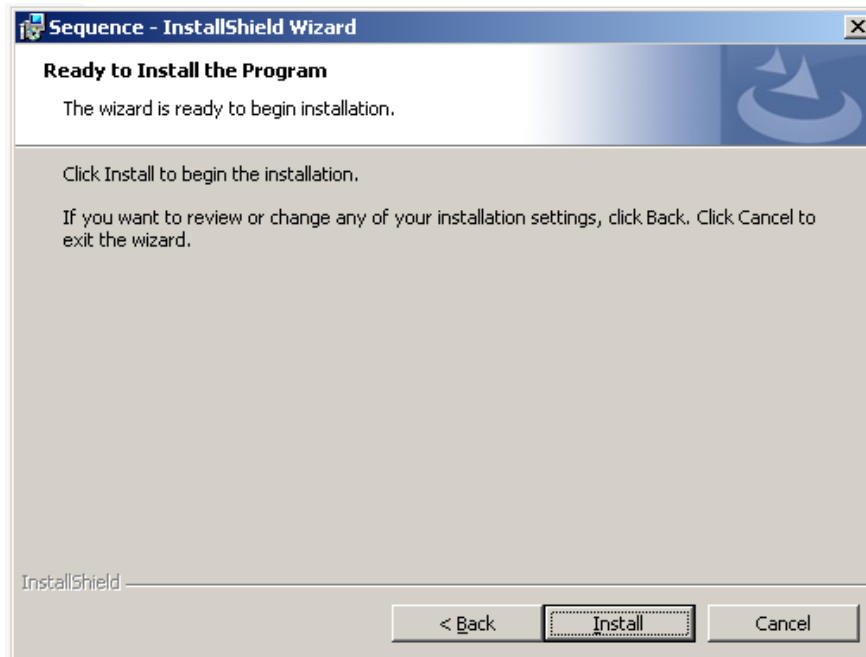 Sequence - InstallShield Wizard
Ready to Install the Program
The wizard is ready to begin installation.
Click Install to begin the installation.
If you want to review or change any of your installation settings, click Back. Click Cancel to
exit the wizard.
InstallShield
< Back Install Cancel